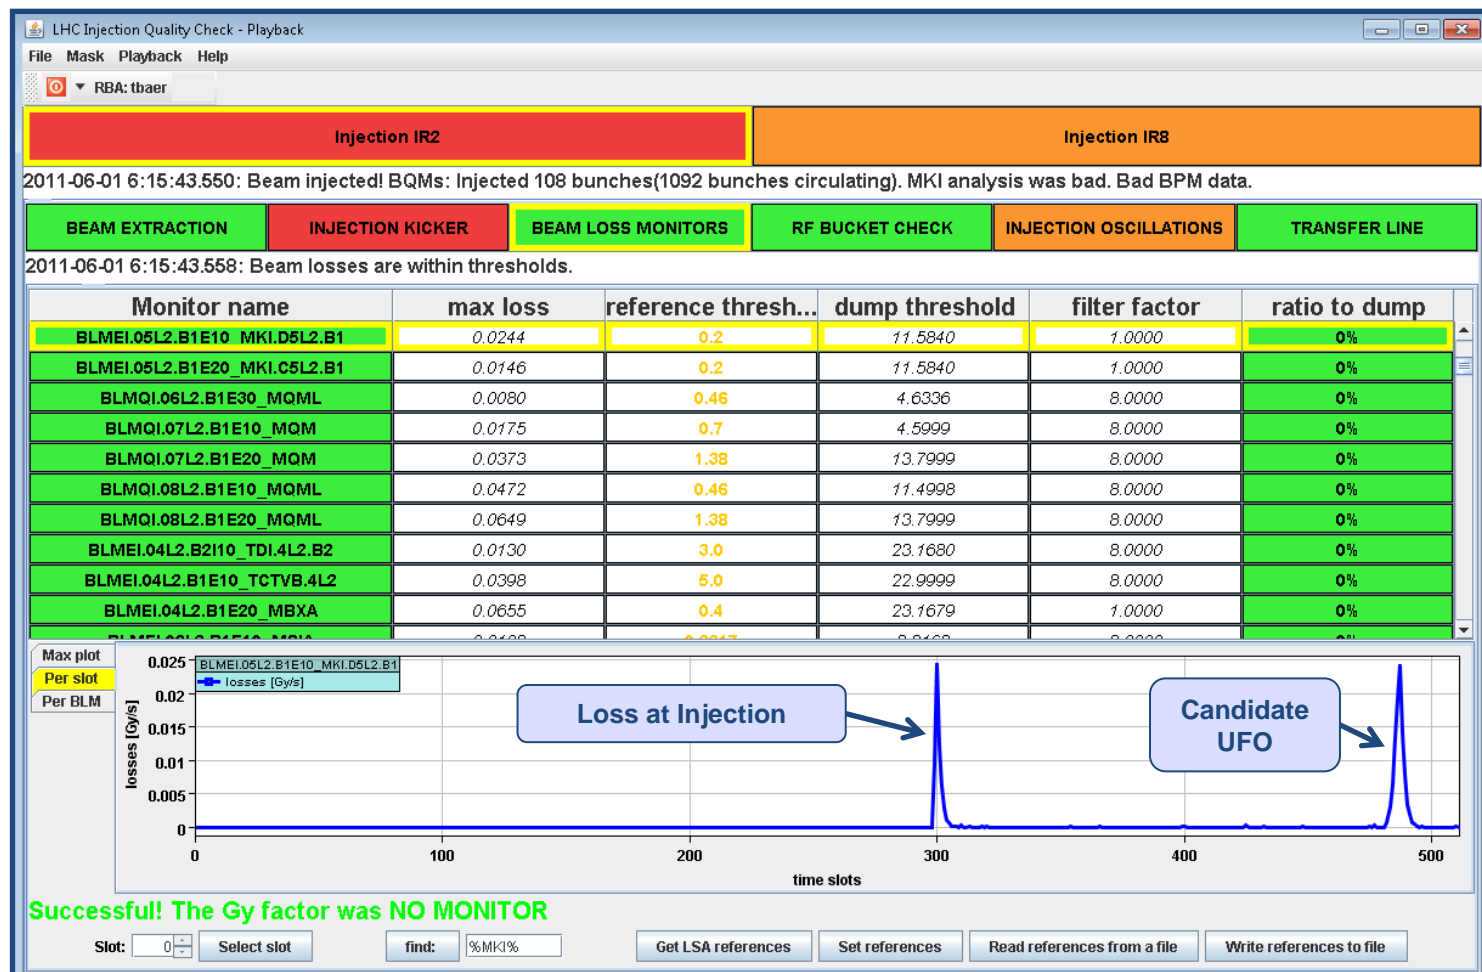 LHC Injection Quality Check - Playback
File Mask Playback Help
RBA: tbaer
Injection IR2 Injection IR8
2011-06-01 6:15:43.550: Beam injected! BQMs: Injected 108 bunches(1092 bunches circulating). MKI analysis was bad. Bad BPM data.
BEAM EXTRACTION INJECTION KICKER BEAM LOSS MONITORS RF BUCKET CHECK INJECTION OSCILLATIONS TRANSFER LINE
2011-06-01 6:15:43.558: Beam losses are within thresholds.
Monitor name max loss reference thresh... dump threshold filter factor ratio to dump
BLMEI.05L2.B1E10_MKI.D5L2.B1 0.0244 0.2 11.5840 1.0000 0%
BLMEI.05L2.B1E20_MKI.C5L2.B1 0.0146 0.2 11.5840 1.0000 0%
BLMQI.06L2.B1E30_MQML 0.0080 0.46 4.6336 8.0000 0%
BLMQI.07L2.B1E10_MQM 0.0175 0.7 4.5999 8.0000 0%
BLMQI.07L2.B1E20_MQM 0.0373 1.38 13.7999 8.0000 0%
BLMQI.08L2.B1E10_MQML 0.0472 0.46 11.4998 8.0000 0%
BLMQI.08L2.B1E20_MQML 0.0649 1.38 13.7999 8.0000 0%
BLMEI.04L2.B2I10_TDI.4L2.B2 0.0130 3.0 23.1680 8.0000 0%
BLMEI.04L2.B1E10_TCTVB.4L2 0.0398 5.0 22.9999 8.0000 0%
BLMEI.04L2.B1E20_MBXA 0.0655 0.4 23.1679 1.0000 0%
Max plot
Per slot
Per BLM
BLMEI.05L2.B1E10_MKI.D5L2.B1
losses [Gy/s]
losses [Gy/s]
0.025
0.02
0.015
0.01
0.005
0
Loss at Injection
Candidate
UFO
0 100 200 300 400 500
time slots
Successful! The Gy factor was NO MONITOR
Slot: 0 Select slot find: %MKI% Get LSA references Set references Read references from a file Write references to file